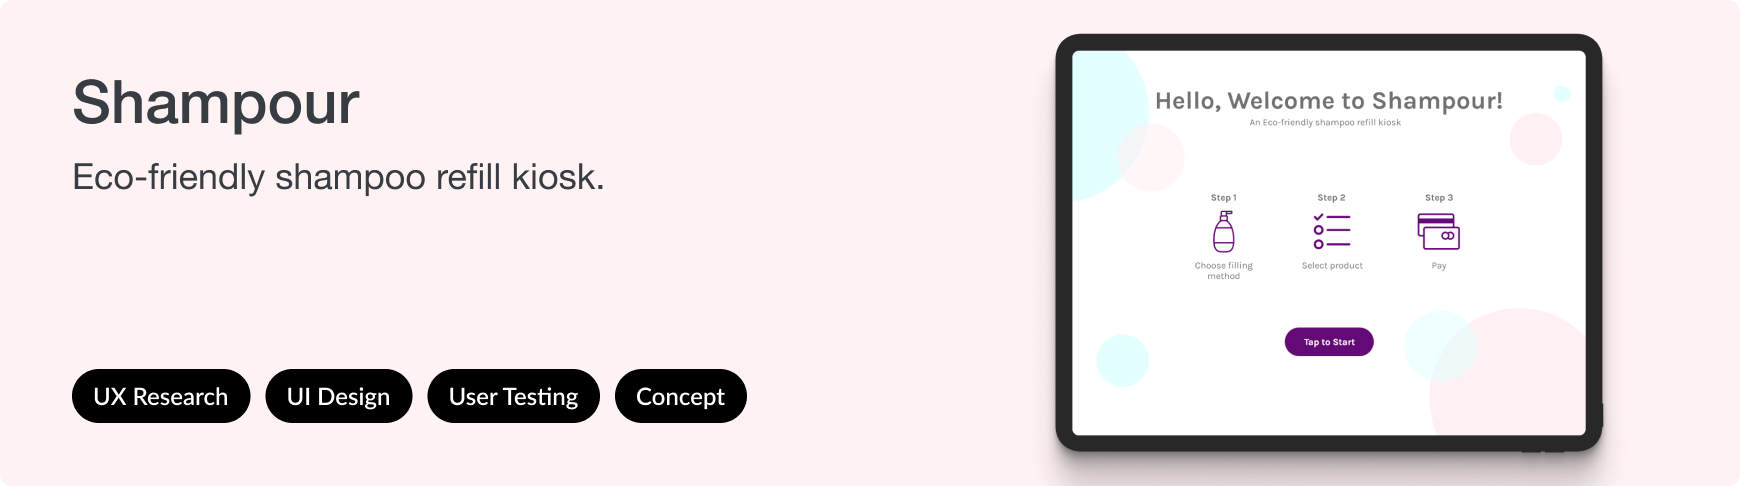 Shampour
Eco-friendly shampoo refill kiosk.
UX Research
UI Design
User Testing
Concept
Hello, Welcome to Shampour!
An Eco-friendly shampoo refill kiosk
Step 1
Step 2
Step 3
Choose filling
method
Select product
Pay
Tap to Start